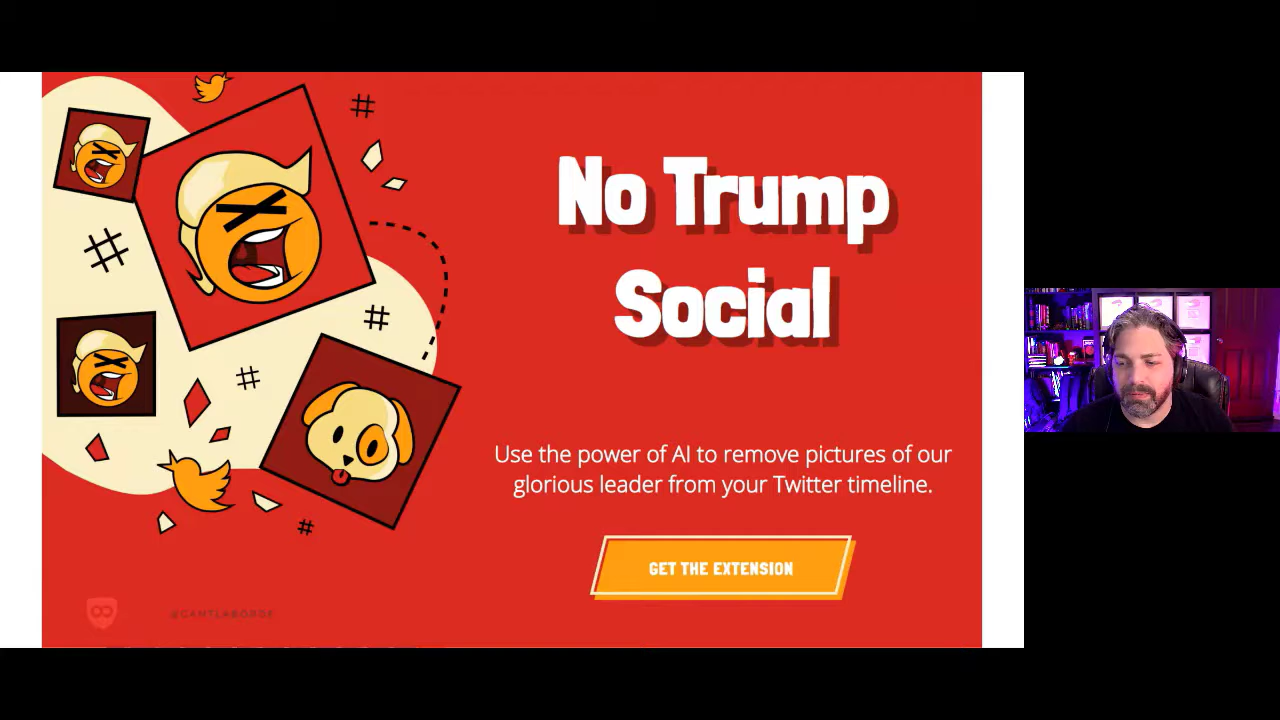 No Trump
Social
Use the power of AI to remove pictures of our
glorious leader from your Twitter timeline.
GET THE EXTENSION
@GANTLABORDE